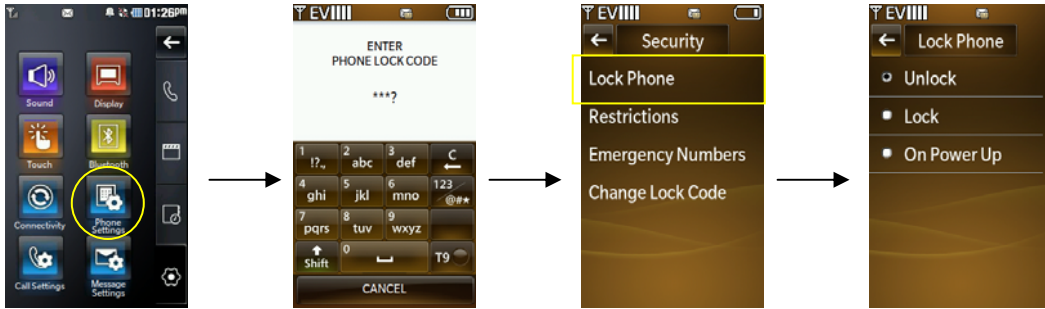 01:26PM
Sound
Display
Touch
Bluetooth
Connectivity
Phone
Settings
Call Settings
Message
Settings
EV
ENTER
PHONE LOCK CODE
***?
1 !?., 2 abc 3 def C
4 ghi 5 jkl 6 mno 123/@#*
7 pqrs 8 tuv 9 wxyz
Shift 0 T9
CANCEL
EV
Security
Lock Phone
Restrictions
Emergency Numbers
Change Lock Code
EV
Lock Phone
Unlock
Lock
On Power Up